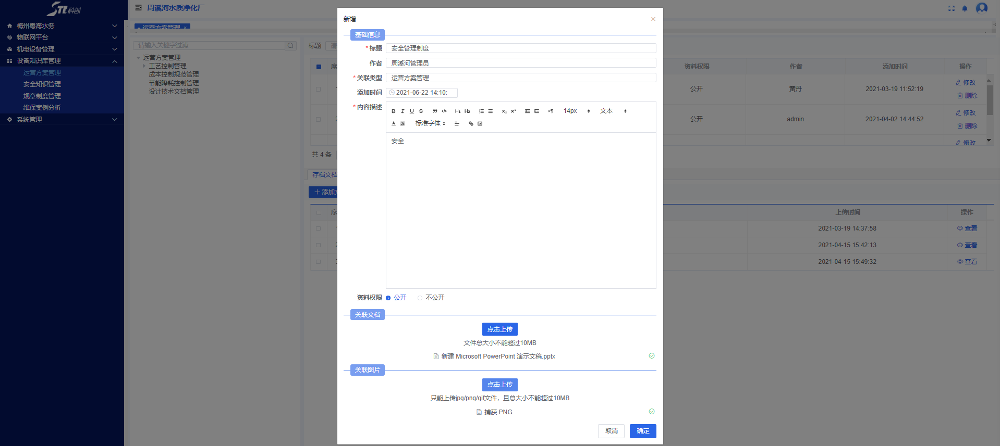 STC科创
周溪河水质净化厂
梅州粤海水务
物联网平台
机电设备管理
设备知识库管理
运营方案管理
安全知识管理
规章制度管理
维保案例分析
系统管理
运营方案管理 ×
请输入关键字过滤
运营方案管理
工艺控制管理
成本控制规范管理
节能降耗控制管理
设计技术文档管理
标题
资料权限 作者 添加时间 操作
公开 黄丹 2021-03-19 11:52:19 修改
删除
公开 admin 2021-04-02 14:44:52 修改
删除
修改
共 4 条
存档文档
上传时间 操作
2021-03-19 14:37:58 查看
2021-04-15 15:42:13 查看
2021-04-15 15:49:32 查看
新增
基础信息
* 标题 安全管理制度
作者 周溪河管理员
* 关联类型 运营方案管理
添加时间 2021-06-22 14:10:
* 内容描述
B I U S H1 H2 X2 X2 14px 文本
A A 标准字体
安全
资料权限 公开 不公开
关联文档
点击上传
文件总大小不能超过10MB
新建 Microsoft PowerPoint 演示文稿.pptx
关联图片
点击上传
只能上传jpg/png/gif文件，且总大小不能超过10MB
捕获.PNG
取消 确定